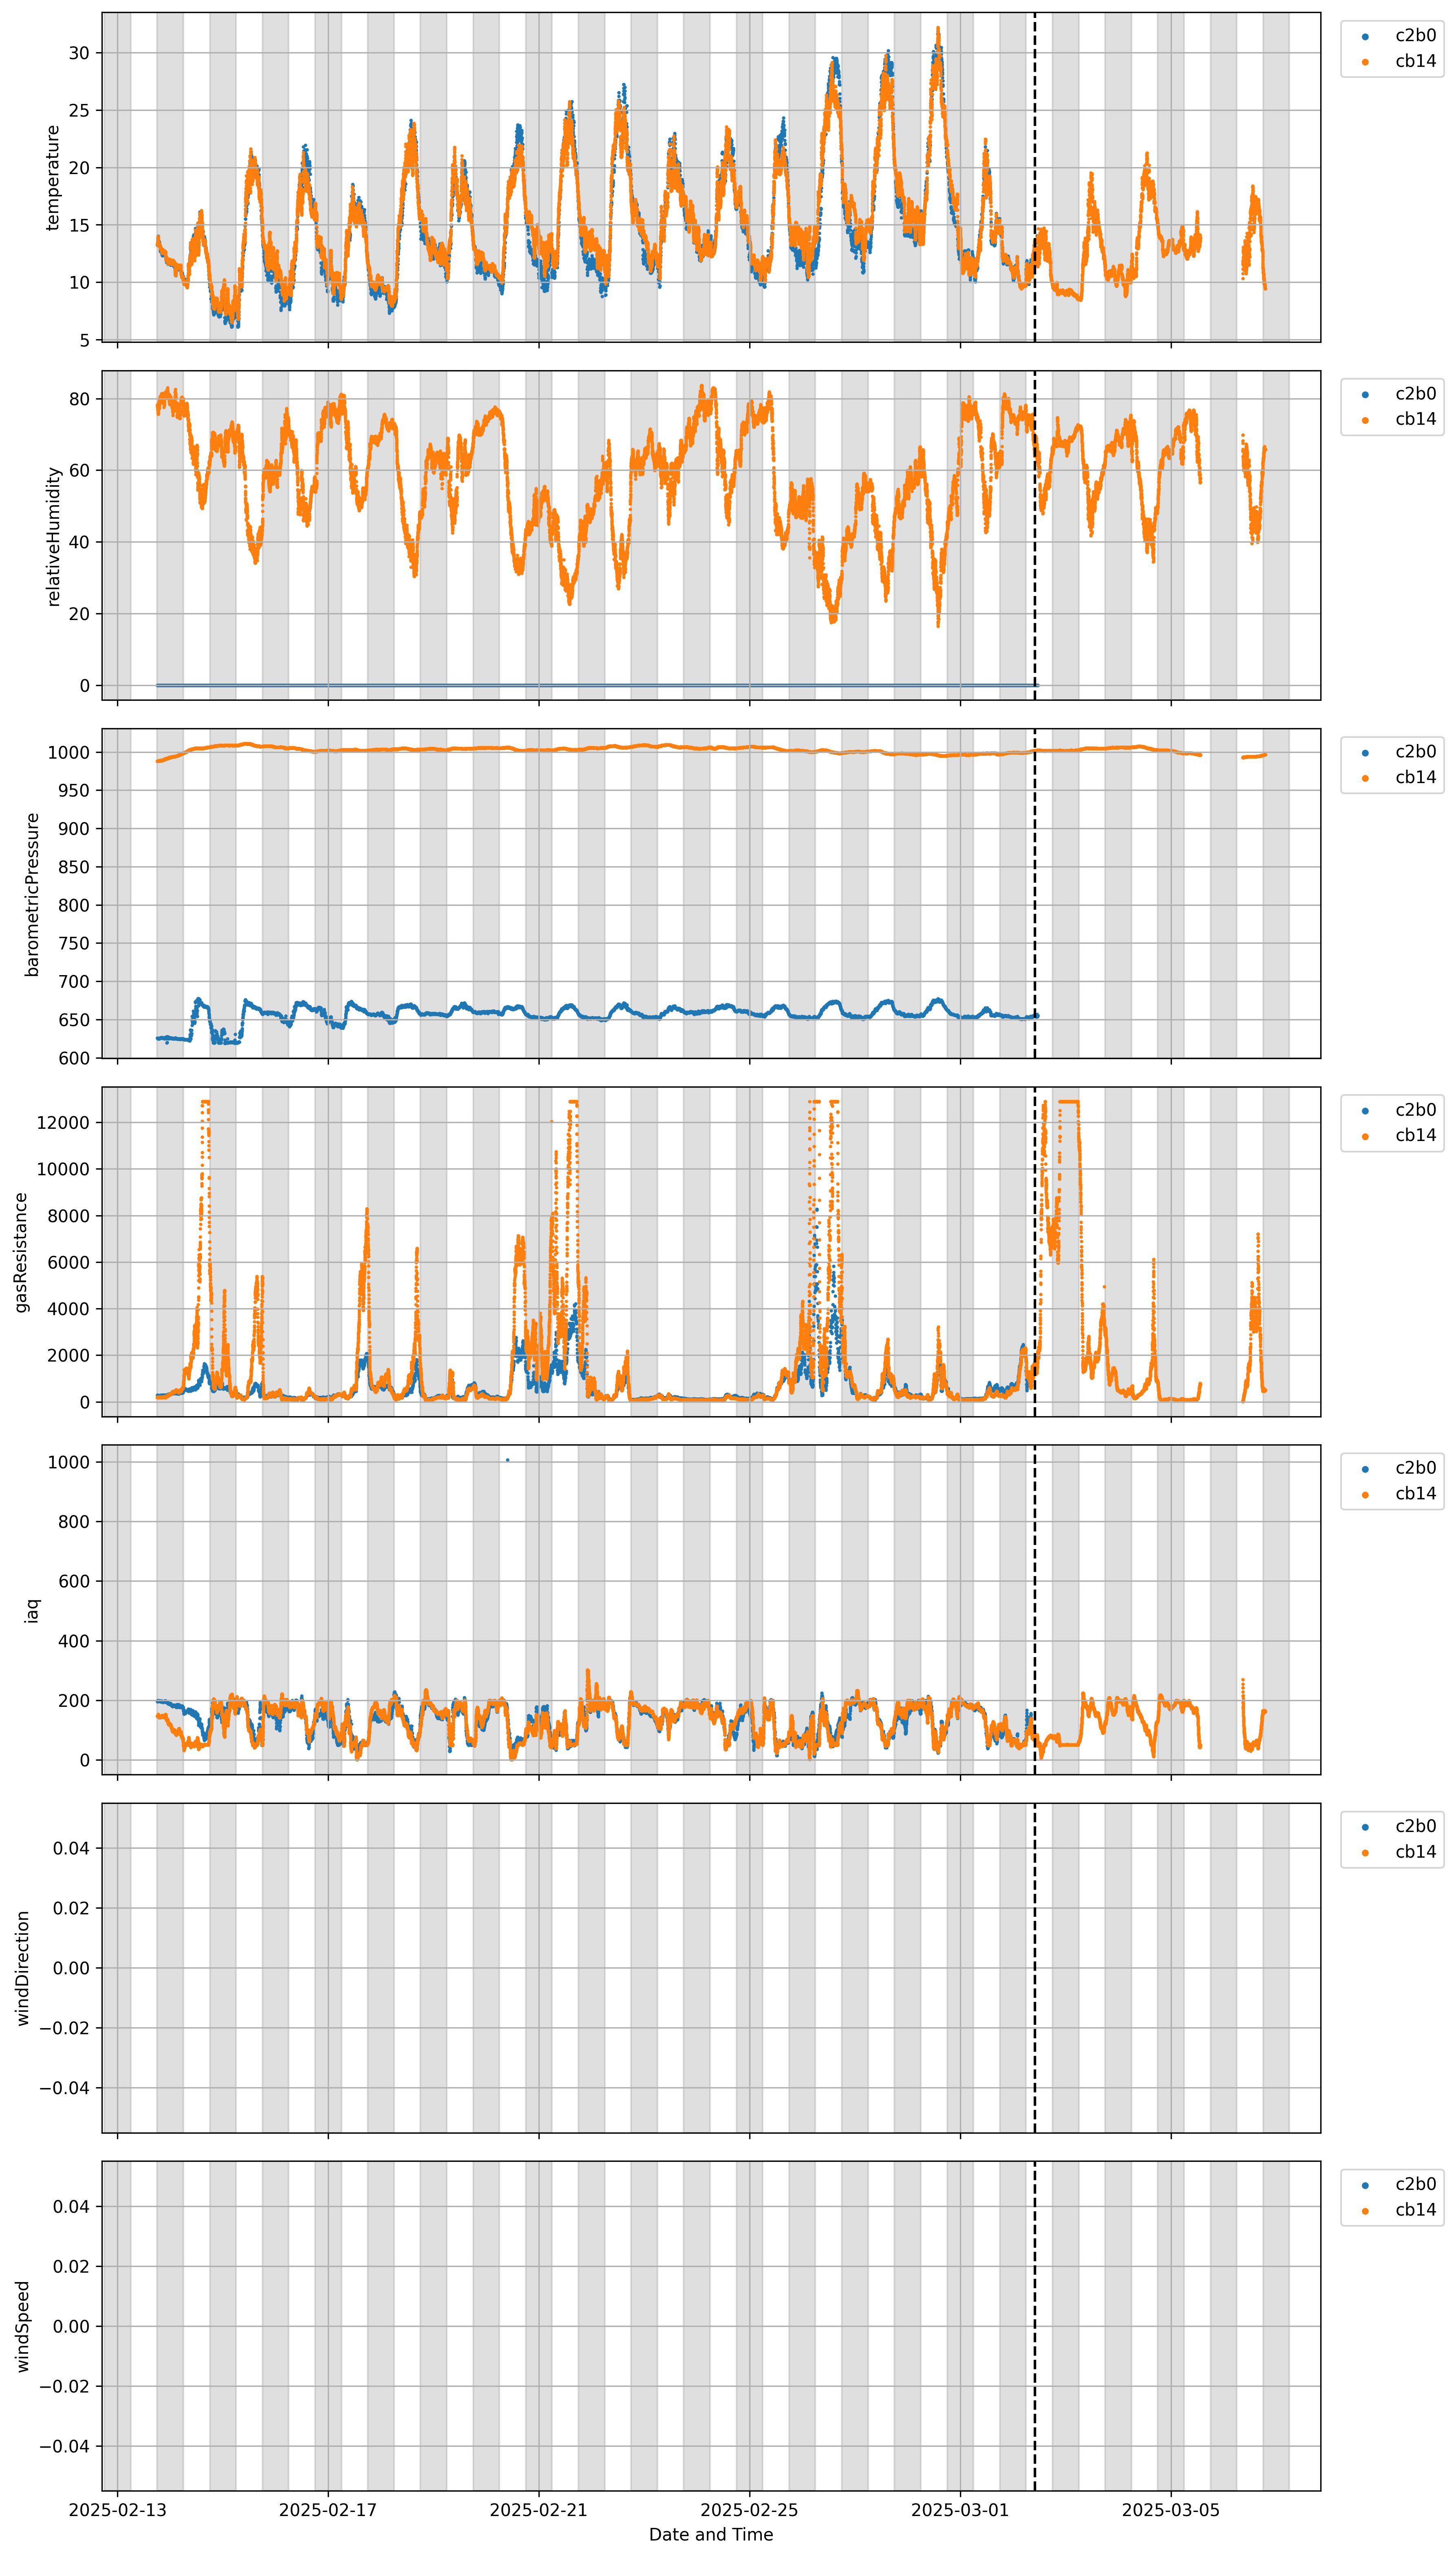 30
25
20
15
10
5
temperature
c2b0
cb14
80
60
40
20
0
relativeHumidity
c2b0
cb14
1000
950
900
850
800
750
700
650
600
barometricPressure
c2b0
cb14
12000
10000
8000
6000
4000
2000
0
gasResistance
c2b0
cb14
1000
800
600
400
200
0
iaq
c2b0
cb14
0.04
0.02
0.00
−0.02
−0.04
windDirection
c2b0
cb14
0.04
0.02
0.00
−0.02
−0.04
windSpeed
c2b0
cb14
2025-02-13 2025-02-17 2025-02-21 2025-02-25 2025-03-01 2025-03-05
Date and Time